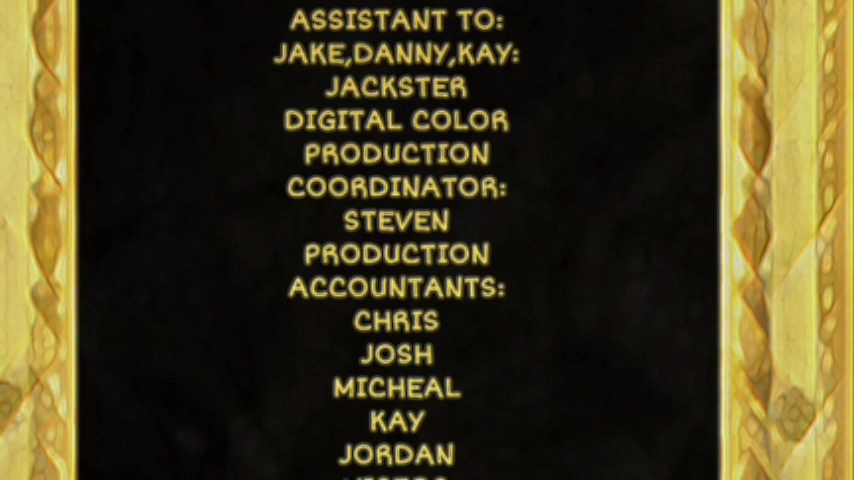 ASSISTANT TO:
JAKE,DANNY,KAY:
JACKSTER
DIGITAL COLOR
PRODUCTION
COORDINATOR:
STEVEN
PRODUCTION
ACCOUNTANTS:
CHRIS
JOSH
MICHEAL
KAY
JORDAN